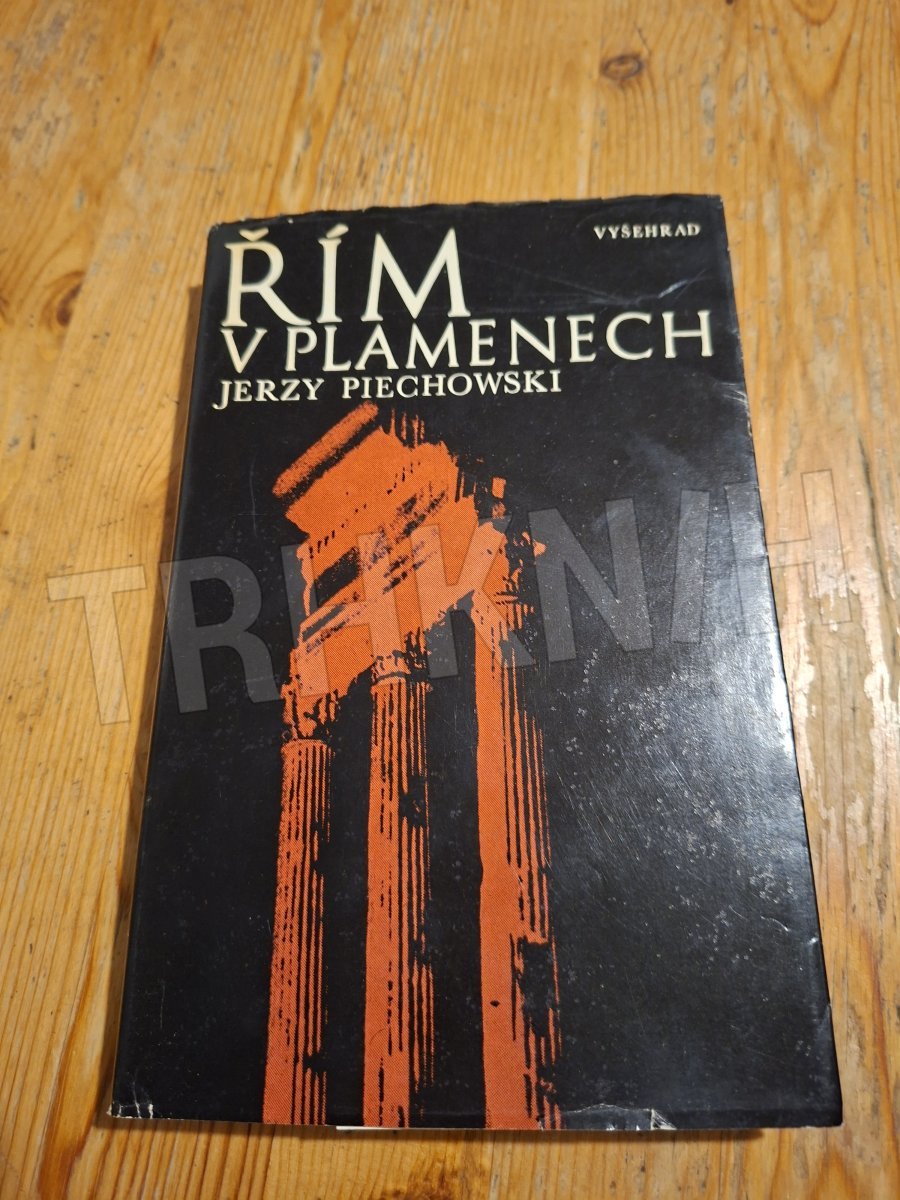 VYŠEHRAD
ŘÍM
V PLAMENECH
JERZY PIECHOWSKI
TRHKNIH